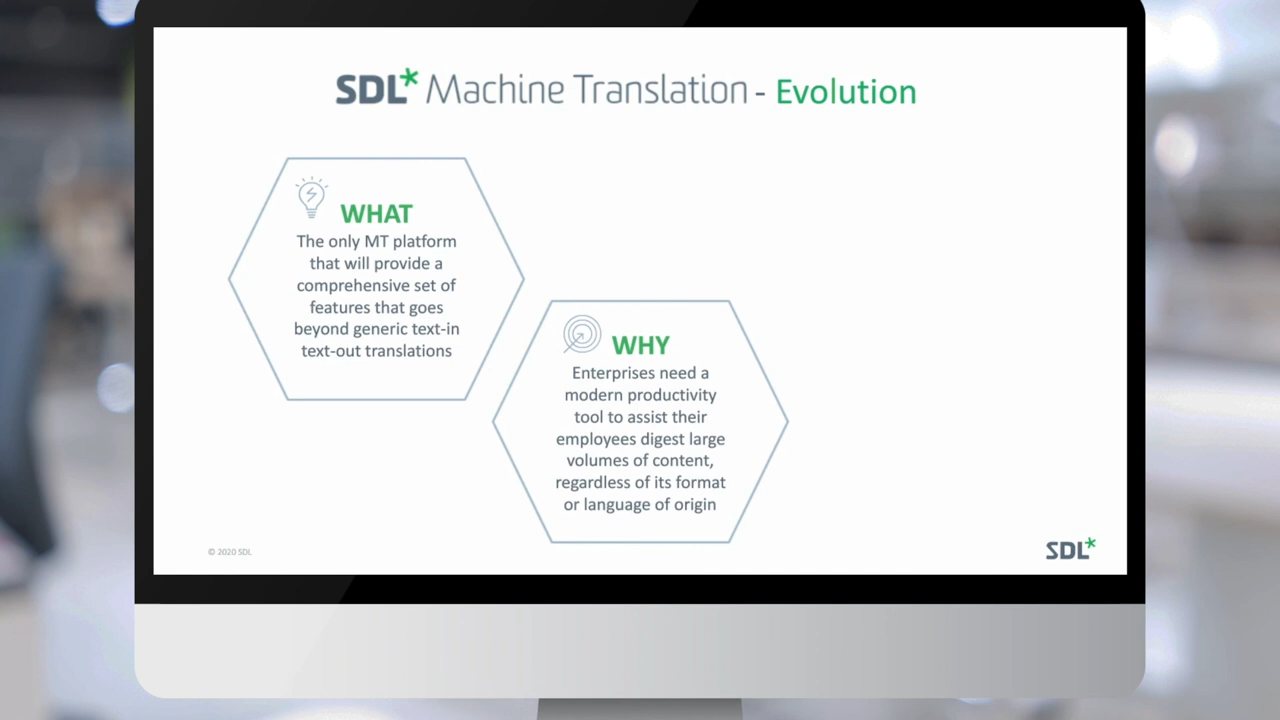 SDL* Machine Translation - Evolution
WHAT
The only MT platform
that will provide a
comprehensive set of
features that goes
beyond generic text-in
text-out translations
WHY
Enterprises need a
modern productivity
tool to assist their
employees digest large
volumes of content,
regardless of its format
or language of origin
© 2020 SDL
SDL*